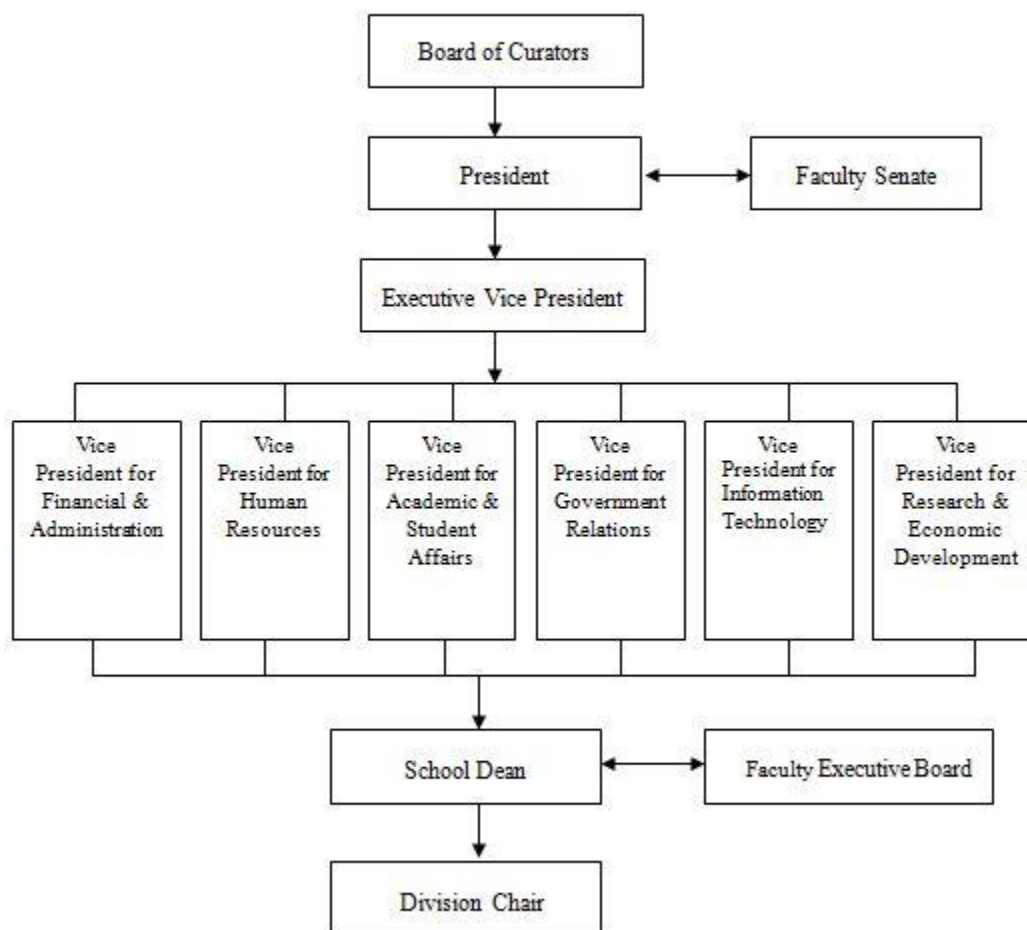 Board of Curators
President
Faculty Senate
Executive Vice President
Vice
President for
Financial &
Administration
Vice
President for
Human
Resources
Vice
President for
Academic &
Student
Affairs
Vice
President for
Government
Relations
Vice
President for
Information
Technology
Vice
President for
Research &
Economic
Development
School Dean
Faculty Executive Board
Division Chair